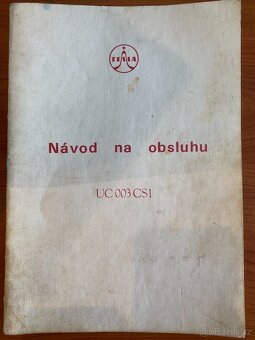 TESLA
Návod na obsluhu
UC 003 CS1